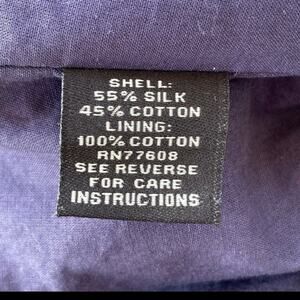 SHELL:
55% SILK
45% COTTON
LINING:
100% COTTON
RN77608
SEE REVERSE
FOR CARE
INSTRUCTIONS